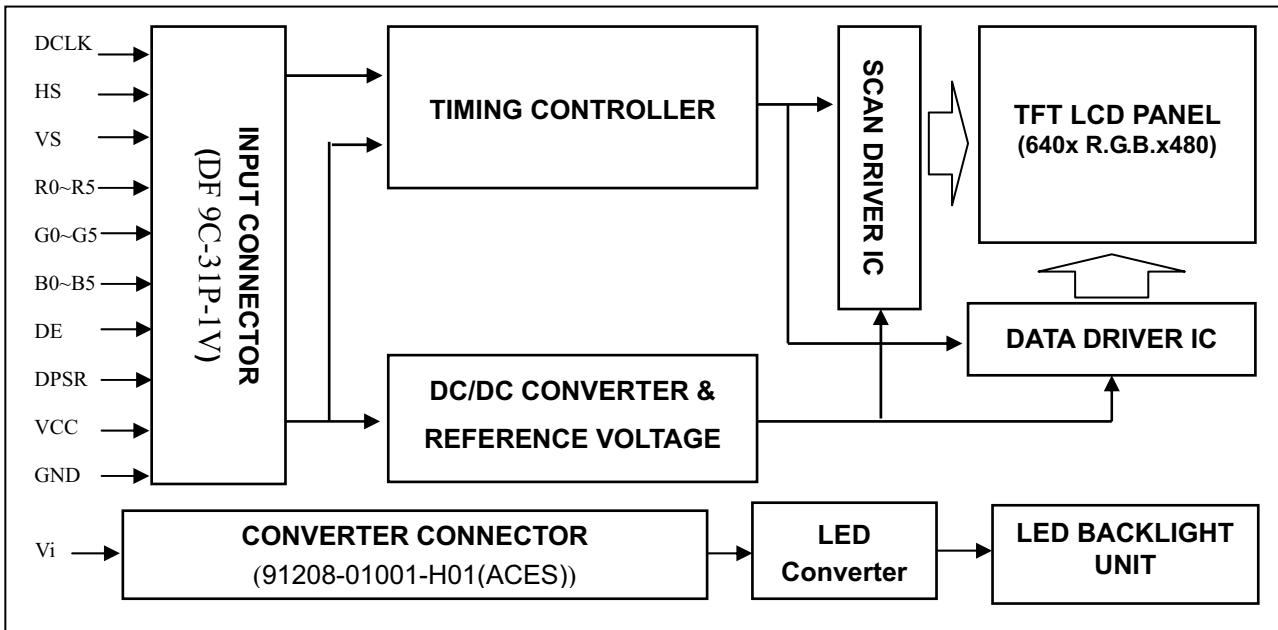 DCLK
HS
VS
R0~R5
G0~G5
B0~B5
DE
DPSR
VCC
GND
INPUT CONNECTOR
(DF 9C-31P-1V)
TIMING CONTROLLER
SCAN DRIVER IC
TFT LCD PANEL
(640x R.G.B.x480)
DATA DRIVER IC
DC/DC CONVERTER &
REFERENCE VOLTAGE
Vi
CONVERTER CONNECTOR
(91208-01001-H01(ACES))
LED
Converter
LED BACKLIGHT
UNIT